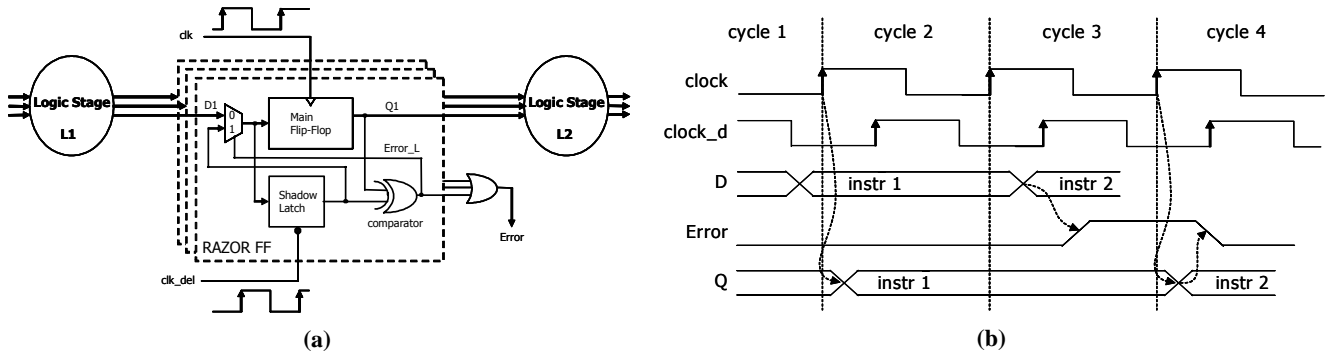 clk
Logic Stage
L1
D1
0
1
Main
Flip-Flop
Q1
Error_L
Shadow
Latch
comparator
RAZOR FF
clk_del
Error
Logic Stage
L2
(a)
cycle 1
cycle 2
cycle 3
cycle 4
clock
clock_d
D
instr 1
instr 2
Error
Q
instr 1
instr 2
(b)